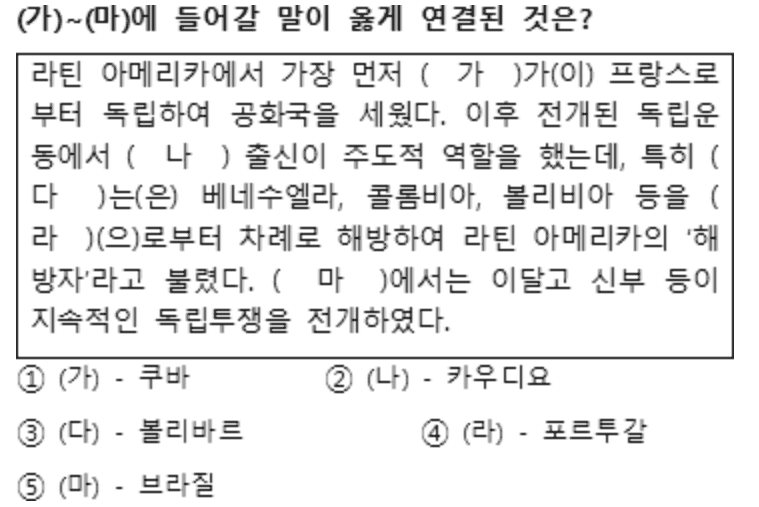 (가)~(마)에 들어갈 말이 옳게 연결된 것은?
라틴 아메리카에서 가장 먼저 ( 가 )가(이) 프랑스로
부터 독립하여 공화국을 세웠다. 이후 전개된 독립운
동에서 ( 나 ) 출신이 주도적 역할을 했는데, 특히 (
다 )는(은) 베네수엘라, 콜롬비아, 볼리비아 등을 (
라 )(으)로부터 차례로 해방하여 라틴 아메리카의 '해
방자'라고 불렸다. ( 마 )에서는 이달고 신부 등이
지속적인 독립투쟁을 전개하였다.
① (가) - 쿠바 ② (나) - 카우디요
③ (다) - 볼리바르 ④ (라) - 포르투갈
⑤ (마) - 브라질